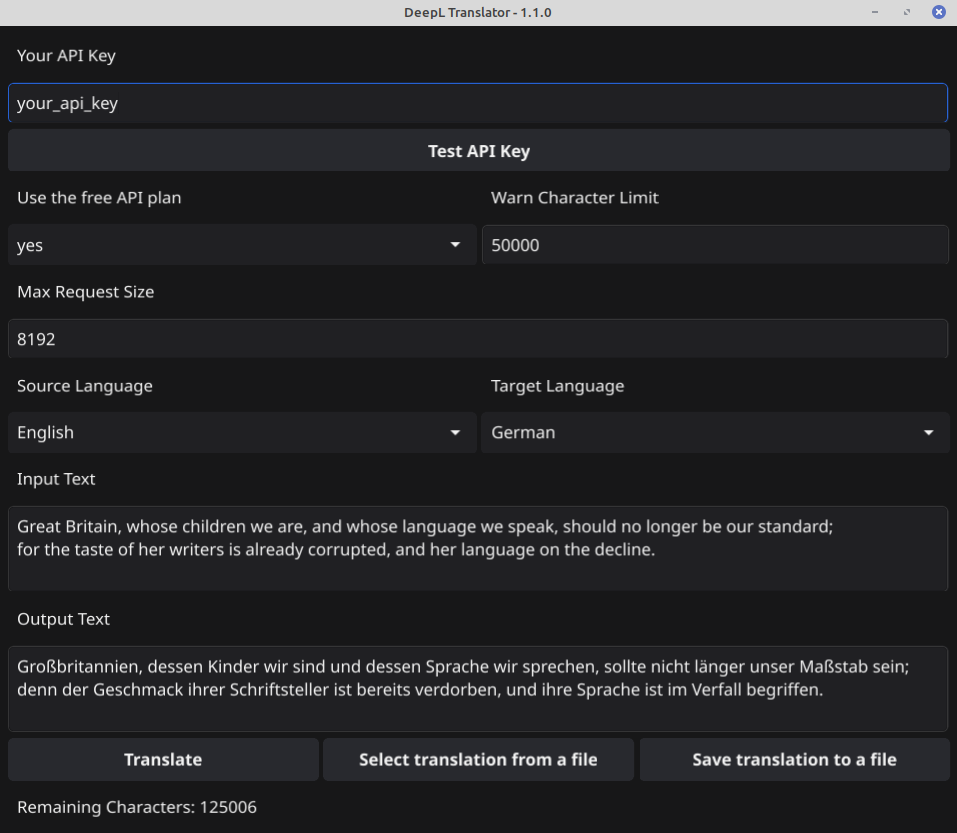 DeepL Translator - 1.1.0
Your API Key
your_api_key
Test API Key
Use the free API plan
Warn Character Limit
yes
50000
Max Request Size
8192
Source Language
Target Language
English
German
Input Text
Great Britain, whose children we are, and whose language we speak, should no longer be our standard;
for the taste of her writers is already corrupted, and her language on the decline.
Output Text
Großbritannien, dessen Kinder wir sind und dessen Sprache wir sprechen, sollte nicht länger unser Maßstab sein;
denn der Geschmack ihrer Schriftsteller ist bereits verdorben, und ihre Sprache ist im Verfall begriffen.
Translate
Select translation from a file
Save translation to a file
Remaining Characters: 125006